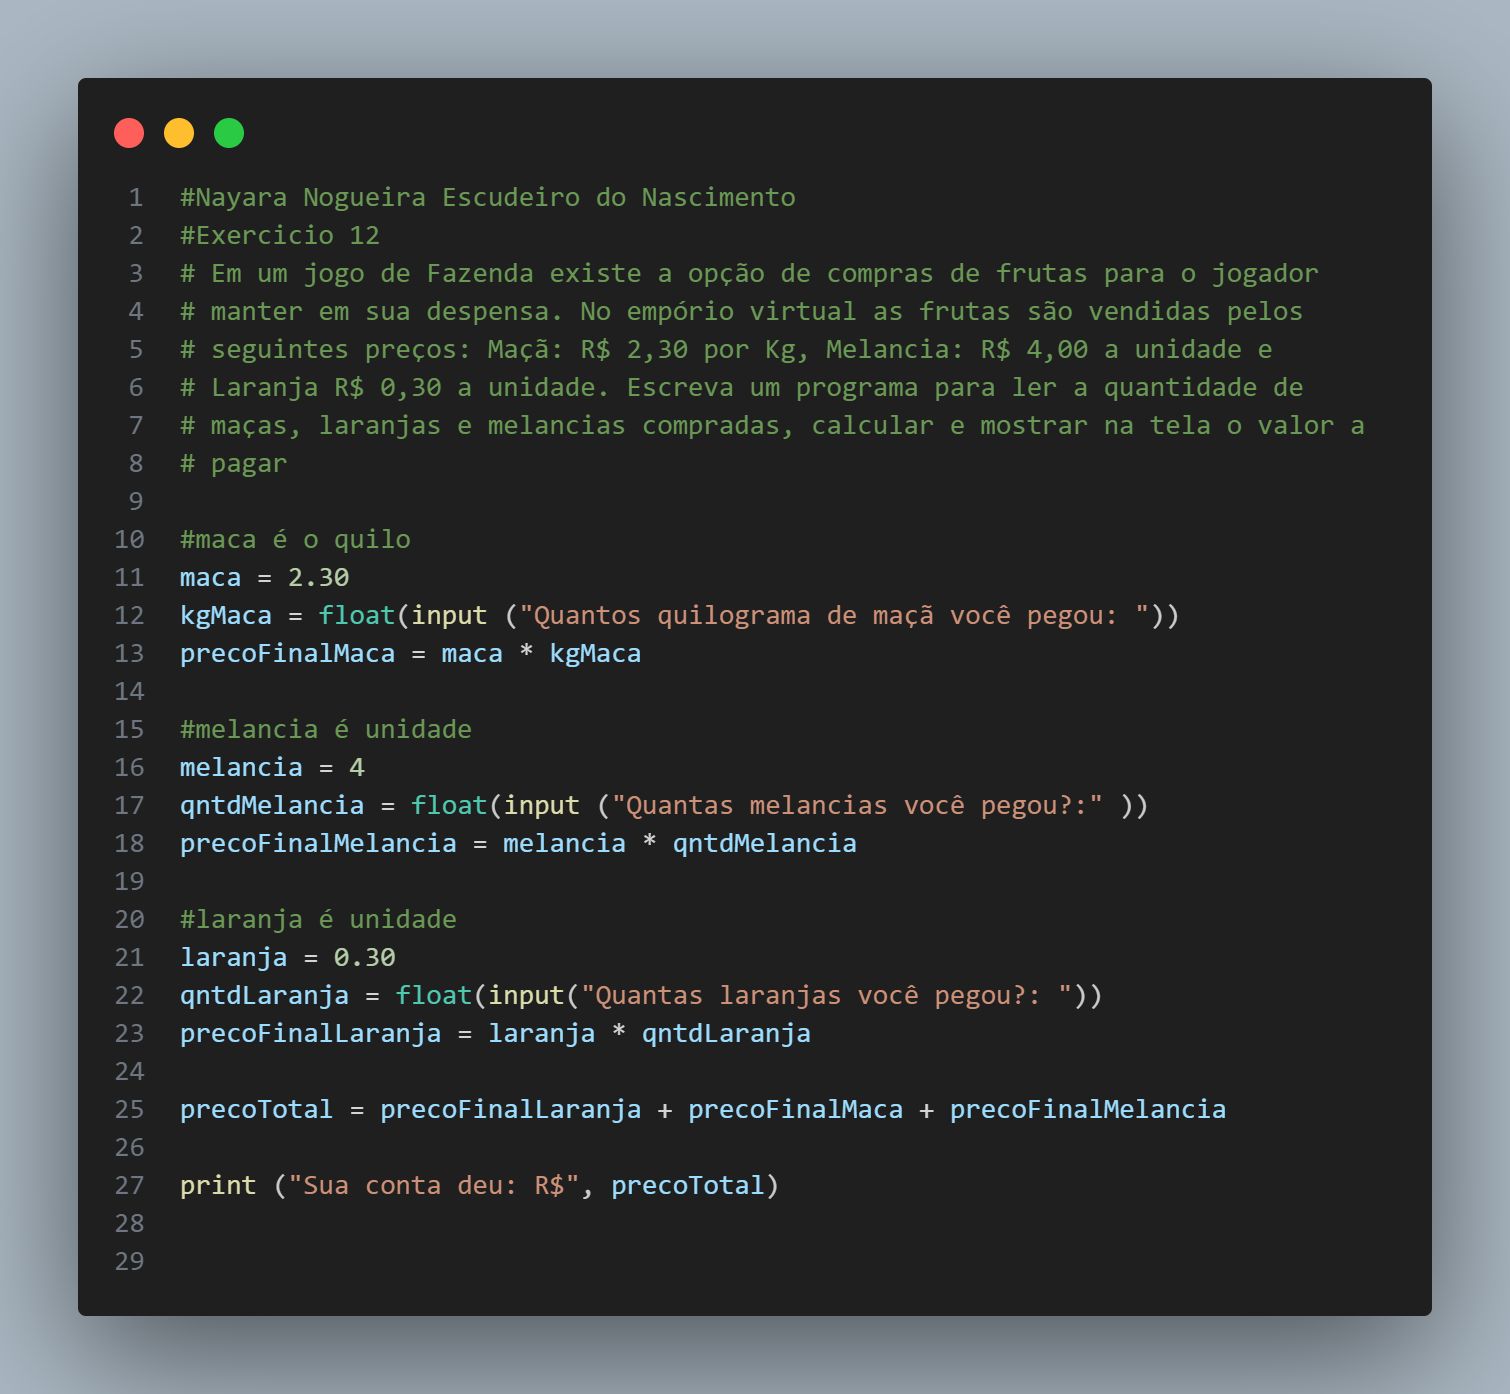 1 #Nayara Nogueira Escudeiro do Nascimento
2 #Exercicio 12
3 # Em um jogo de Fazenda existe a opção de compras de frutas para o jogador
4 # manter em sua despensa. No empório virtual as frutas são vendidas pelos
5 # seguintes preços: Maçã: R$ 2,30 por Kg, Melancia: R$ 4,00 a unidade e
6 # Laranja R$ 0,30 a unidade. Escreva um programa para ler a quantidade de
7 # maças, laranjas e melancias compradas, calcular e mostrar na tela o valor a
8 # pagar
9
10 #maca é o quilo
11 maca = 2.30
12 kgMaca = float(input ("Quantos quilograma de maçã você pegou: "))
13 precoFinalMaca = maca * kgMaca
14
15 #melancia é unidade
16 melancia = 4
17 qntdMelancia = float(input ("Quantas melancias você pegou?:" ))
18 precoFinalMelancia = melancia * qntdMelancia
19
20 #laranja é unidade
21 laranja = 0.30
22 qntdLaranja = float(input("Quantas laranjas você pegou?: "))
23 precoFinalLaranja = laranja * qntdLaranja
24
25 precoTotal = precoFinalLaranja + precoFinalMaca + precoFinalMelancia
26
27 print ("Sua conta deu: R$", precoTotal)
28
29